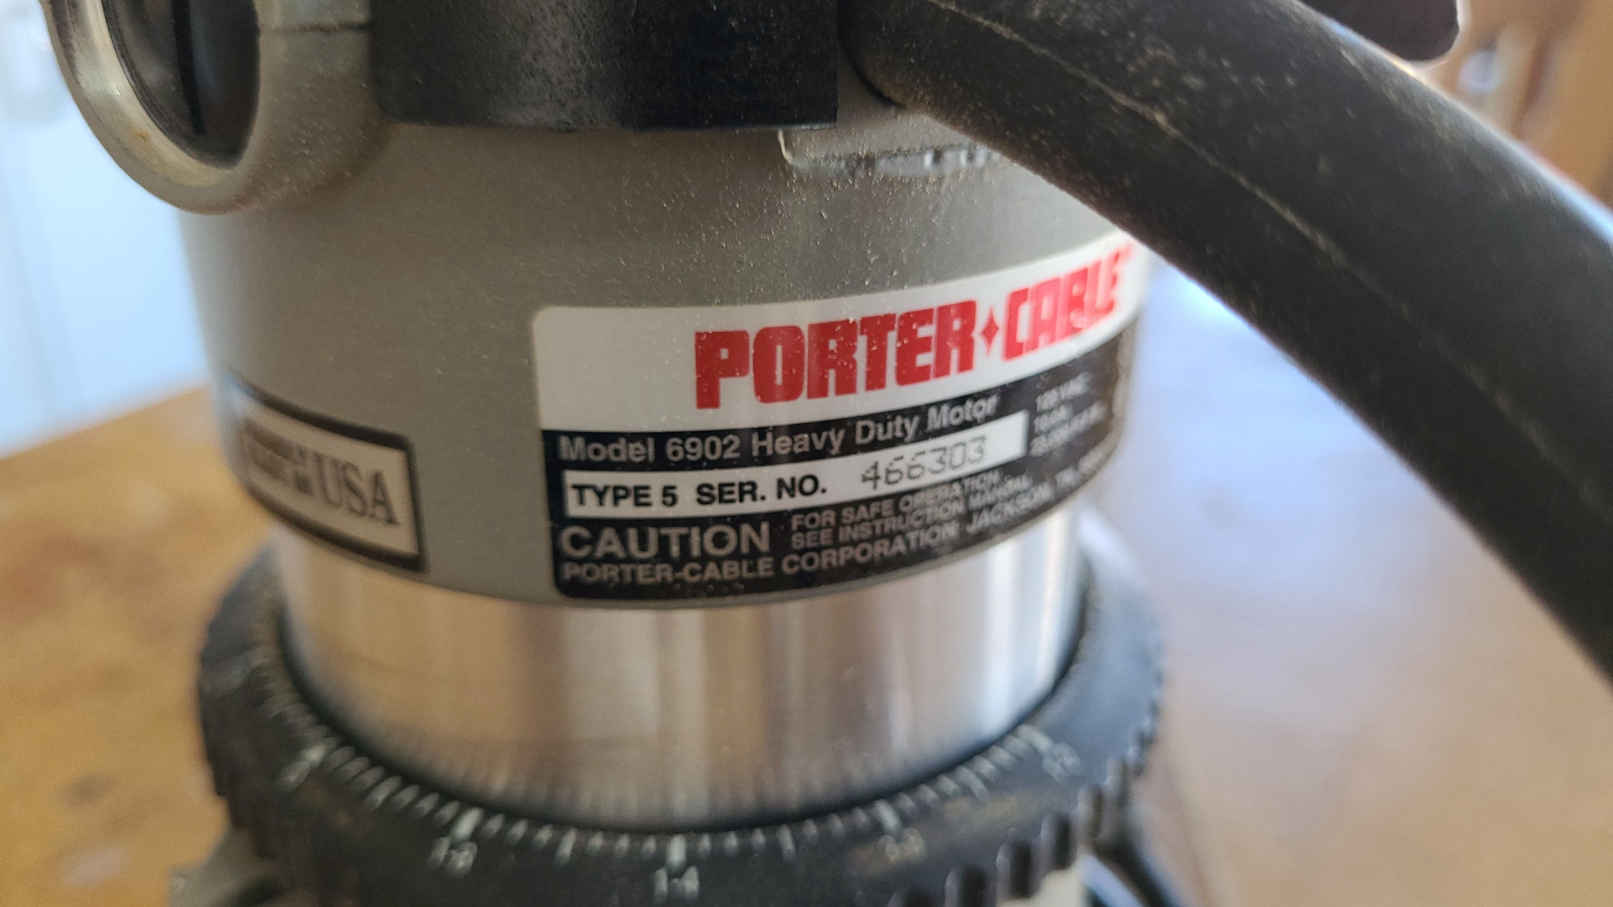 PORTER✦CABLE
Model 6902 Heavy Duty Motor
TYPE 5 SER. NO. 466303
CAUTION FOR SAFE OPERATION
SEE INSTRUCTION MANUAL
PORTER-CABLE CORPORATION JACKSON, TN,
USA